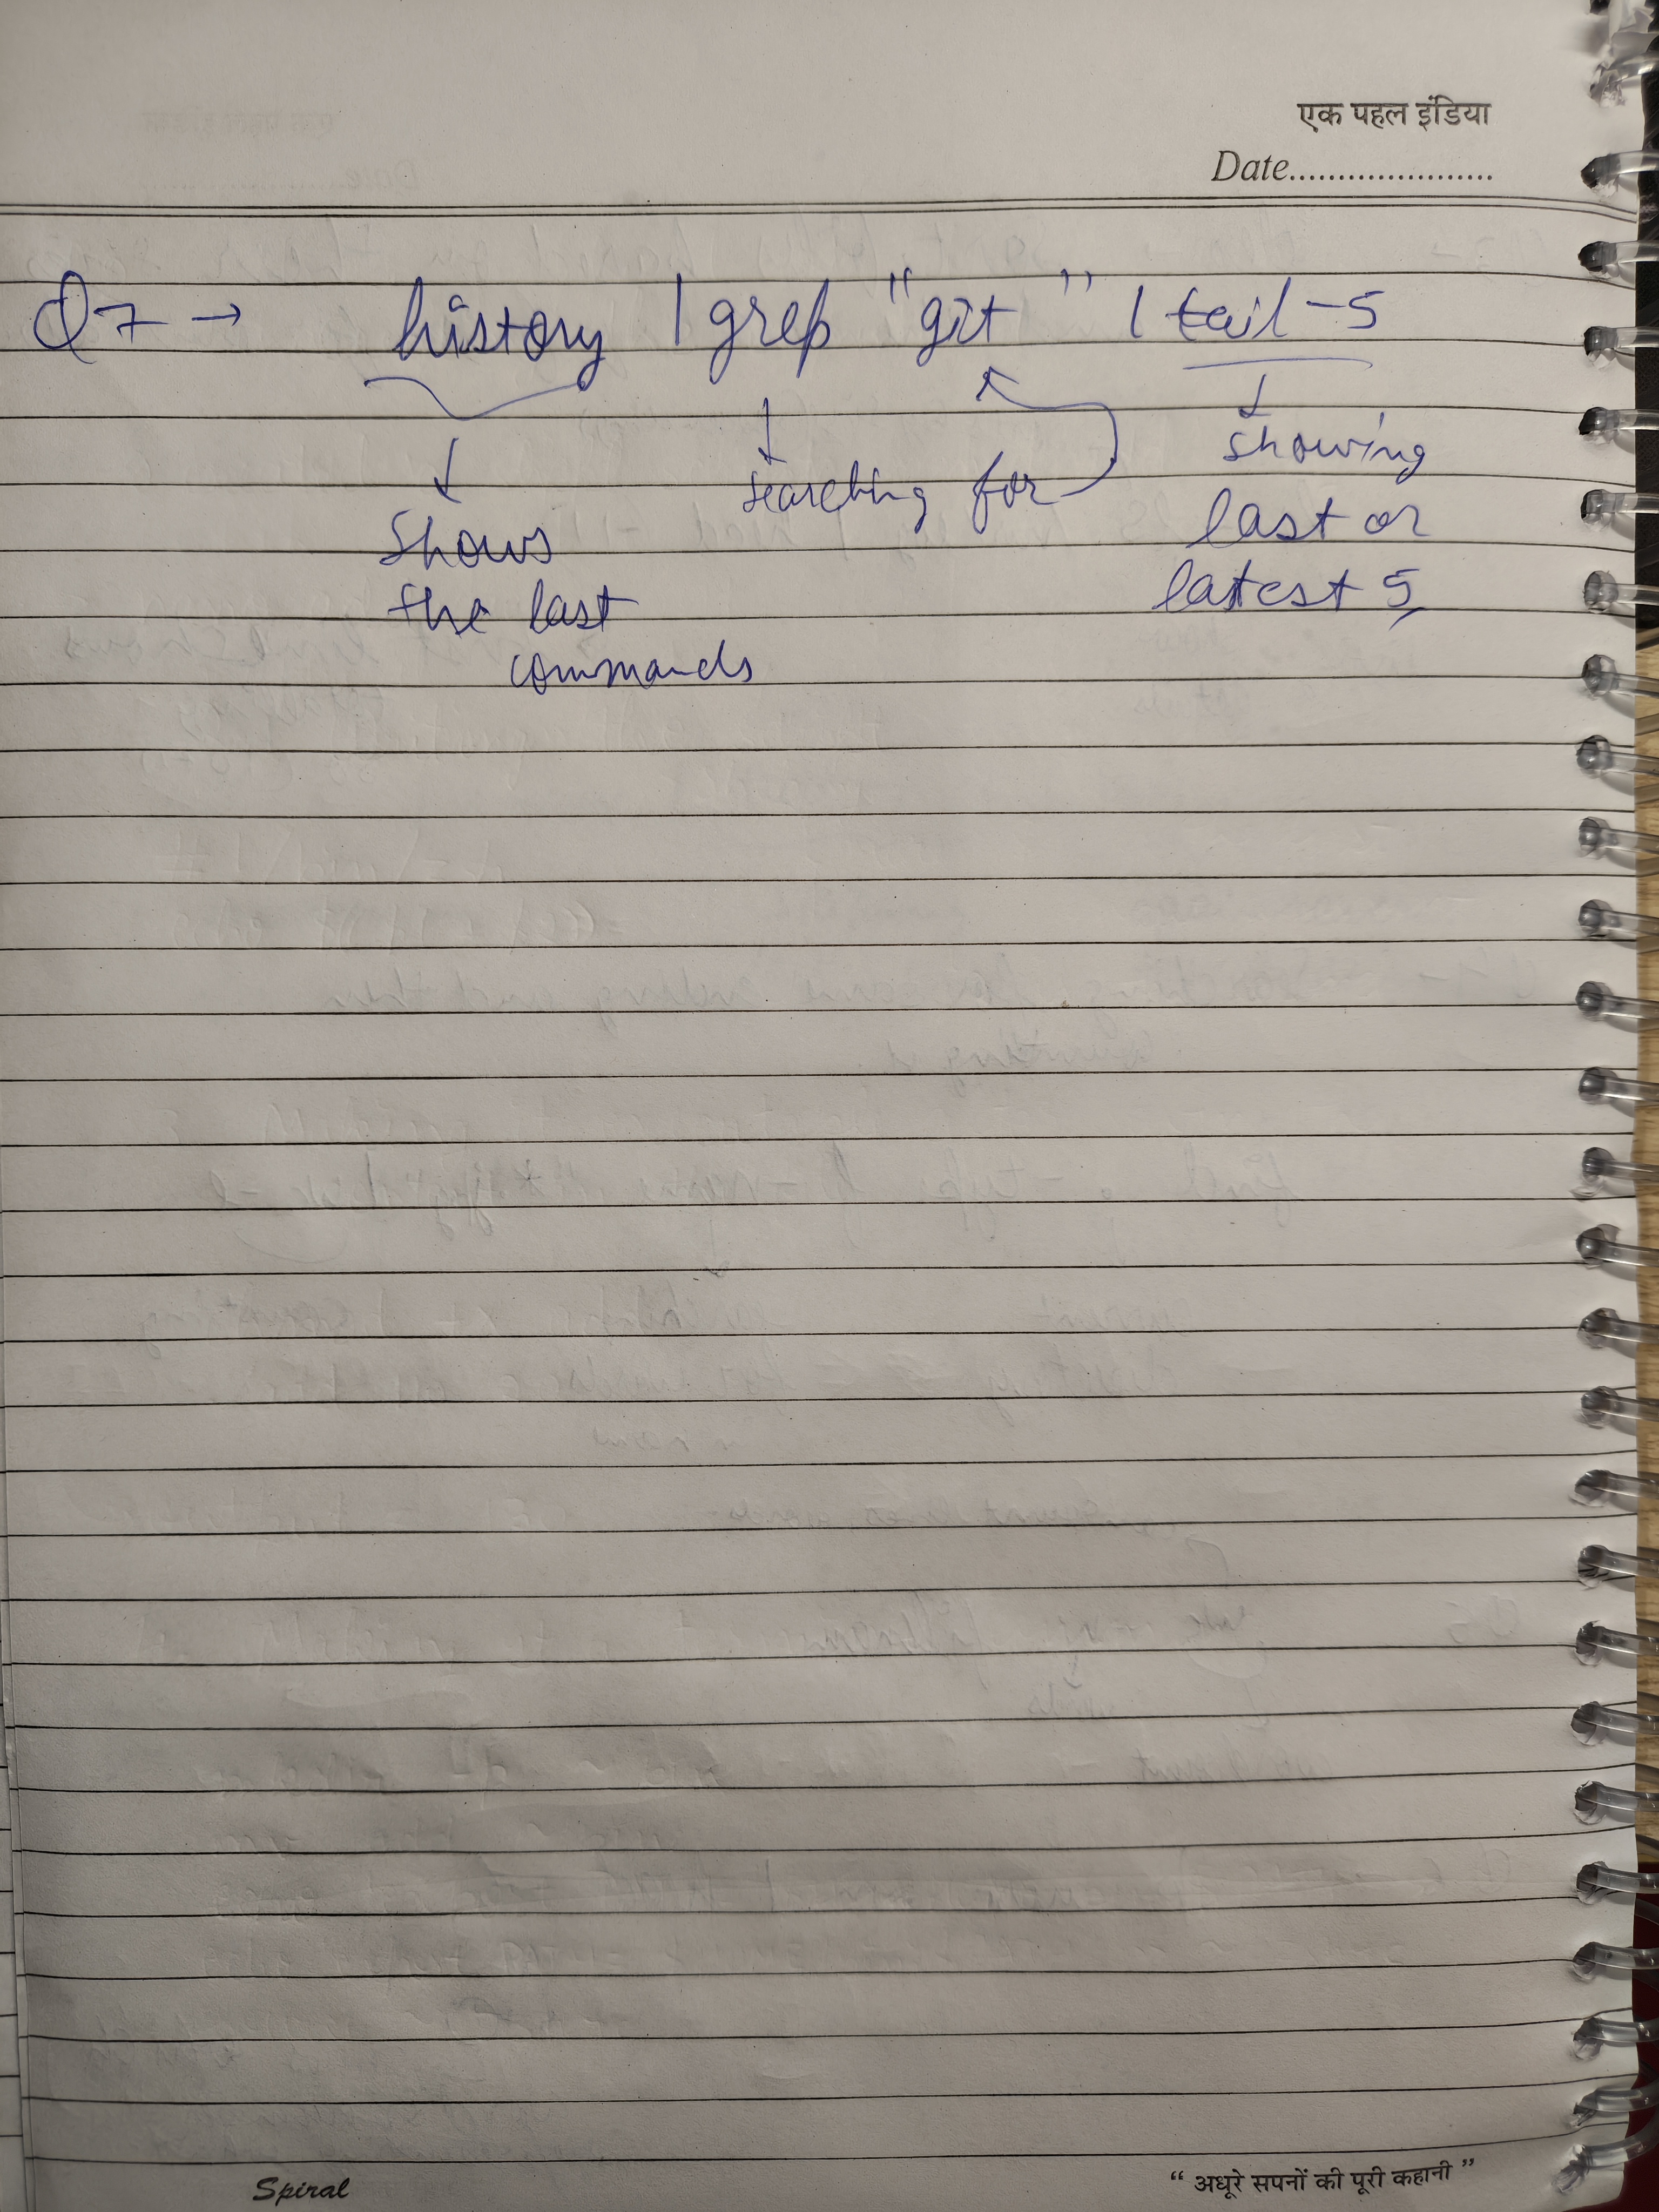 एक पहल इंडिया
Date.....................
Q7 → history | grep "git" | tail -5
showing
searching for
last or
shows
latest 5
the last
commands
Spiral
" अधूरे सपनों की पूरी कहानी "